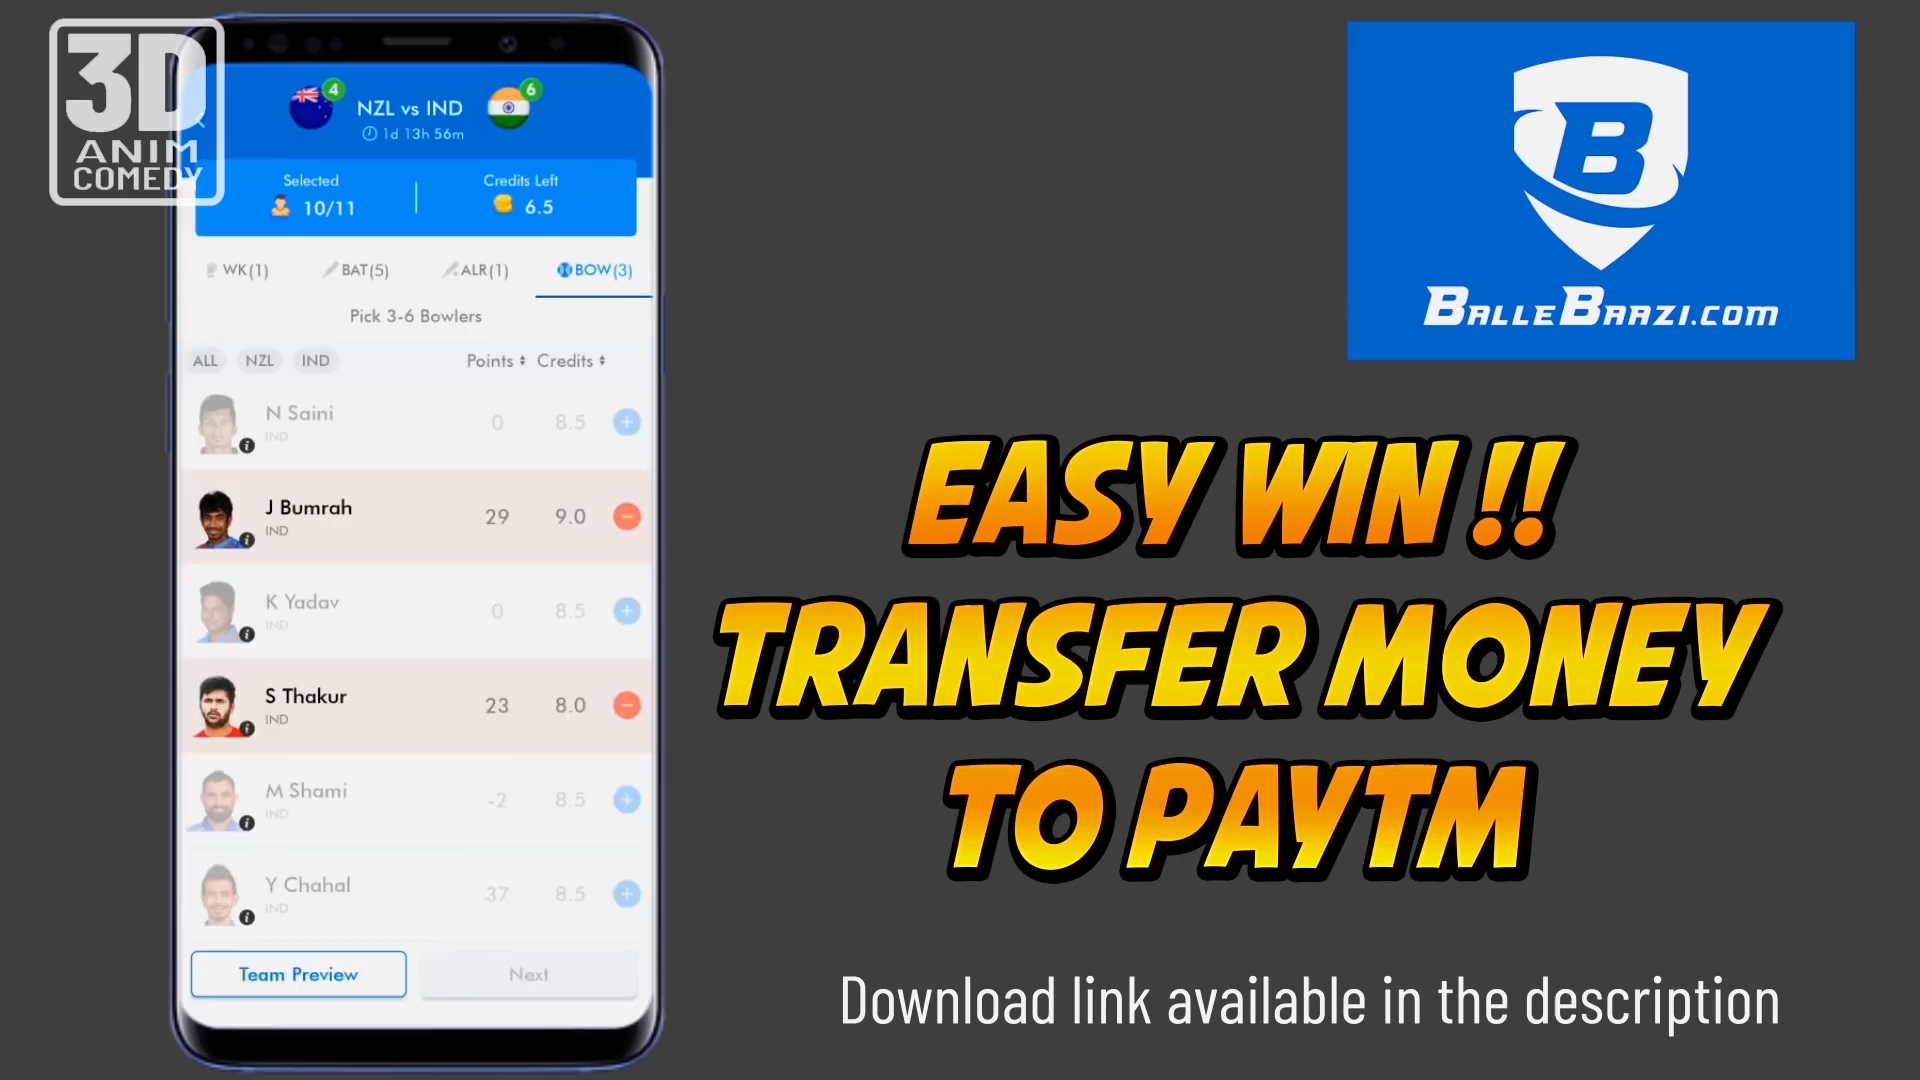 3D
ANIM
COMEDY
4
NZL vs IND
6
1d 13h 56m
Selected
10/11
Credits Left
6.5
WK(1)
BAT(5)
ALR(1)
BOW(3)
Pick 3-6 Bowlers
ALL
NZL
IND
Points
Credits
N Saini
IND
0
8.5
J Bumrah
IND
29
9.0
K Yadav
IND
0
8.5
S Thakur
IND
23
8.0
M Shami
IND
-2
8.5
Y Chahal
IND
37
8.5
Team Preview
Next
B
BALLEBAAZI.COM
EASY WIN !!
TRANSFER MONEY
TO PAYTM
Download link available in the description